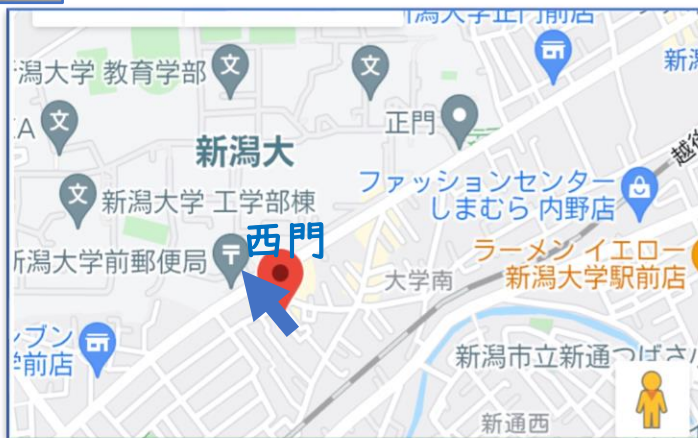 潟大学正門前店
新潟
潟大学 教育学部
正門
A
新潟大
越後
ファッションセンター
しまむら 内野店
新潟大学 工学部棟
西門
潟大学前郵便局
ラーメン イエロー
新潟大学駅前店
大学南
ブン
学前店
新潟市立新通つばさ小
新通西